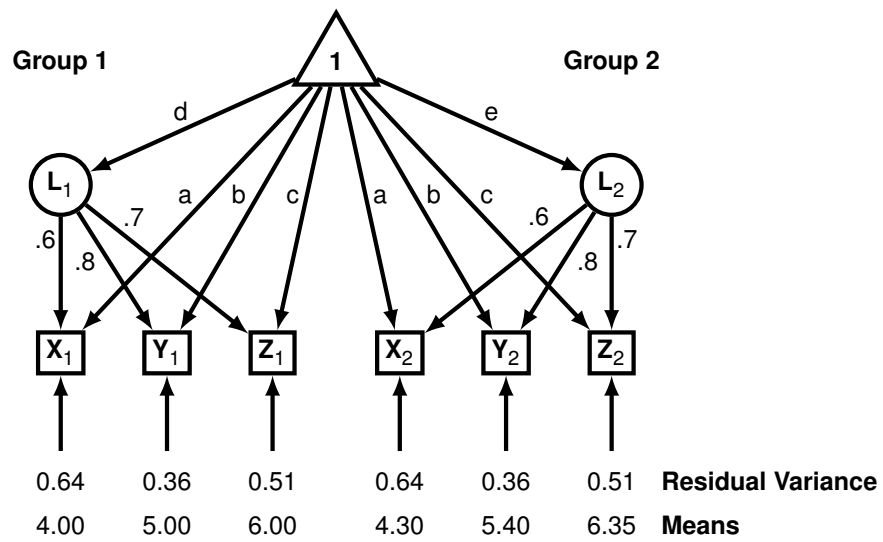 1
Group 1
Group 2
d
e
L1
L2
a
b
c
a
b
c
.7
.6
.6
.7
.8
.8
X1
Y1
Z1
X2
Y2
Z2
0.64 0.36 0.51 0.64 0.36 0.51 Residual Variance
4.00 5.00 6.00 4.30 5.40 6.35 Means